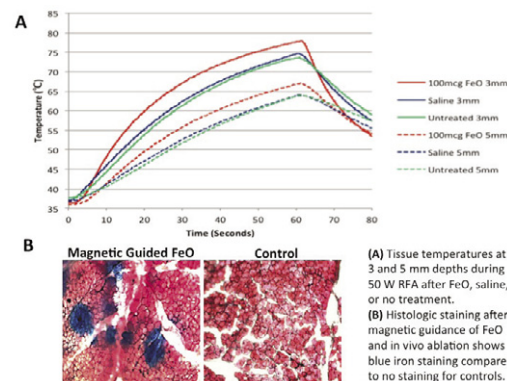 A
85
80
75
70
65
60
55
50
45
40
35
Temperature (℃)
0 10 20 30 40 50 60 70 80
Time (Seconds)
100mcg FeO 3mm
Saline 3mm
Untreated 3mm
100mcg FeO 5mm
Saline 5mm
Untreated 5mm
B
Magnetic Guided FeO Control
(A) Tissue temperatures at
3 and 5 mm depths during
50 W RFA after FeO, saline,
or no treatment.
(B) Histologic staining after
magnetic guidance of FeO
and in vivo ablation shows
blue iron staining compare
to no staining for controls.